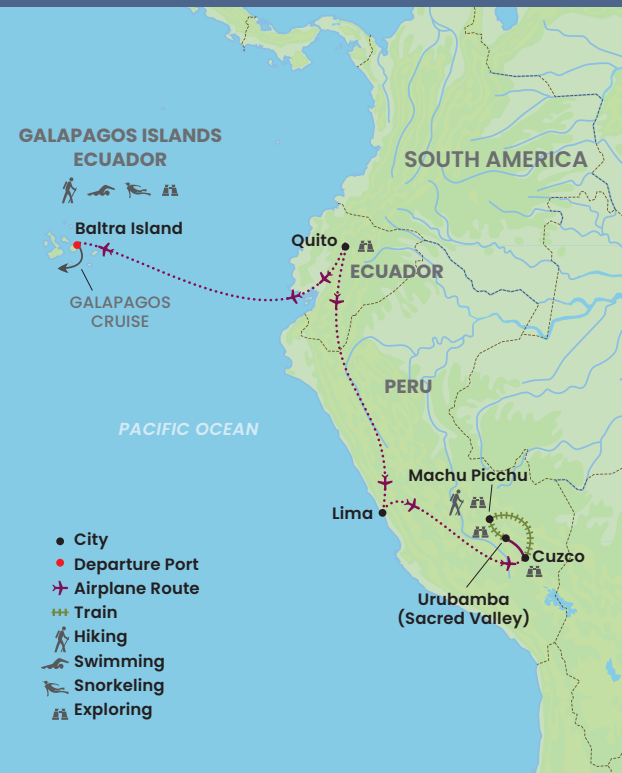 GALAPAGOS ISLANDS
ECUADOR
SOUTH AMERICA
Baltra Island
Quito
ECUADOR
GALAPAGOS
CRUISE
PERU
PACIFIC OCEAN
Machu Picchu
Lima
Cuzco
Urubamba
(Sacred Valley)
City
Departure Port
Airplane Route
Train
Hiking
Swimming
Snorkeling
Exploring